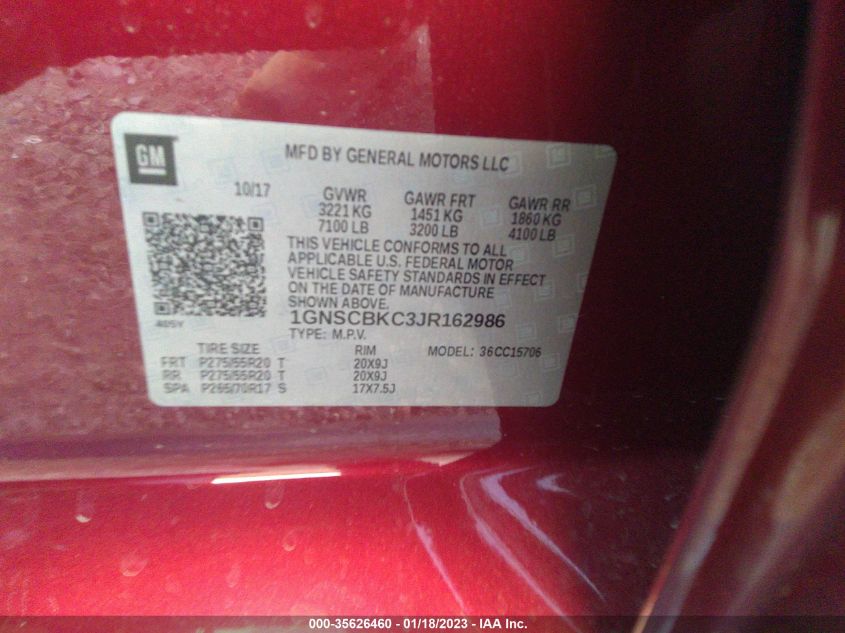 GM
MFD BY GENERAL MOTORS LLC
10/17
GVWR GAWR FRT GAWR RR
3221 KG 1451 KG 1860 KG
7100 LB 3200 LB 4100 LB
THIS VEHICLE CONFORMS TO ALL
APPLICABLE U.S. FEDERAL MOTOR
VEHICLE SAFETY STANDARDS IN EFFECT
ON THE DATE OF MANUFACTURE
SHOWN ABOVE.
1GNSCBKC3JR162986
TYPE: M.P.V.
TIRE SIZE RIM MODEL: 36CC15706
FRT P275/55R20 T 20X9J
RR P275/55R20 T 20X9J
SPA P265/70R17 S 17X7.5J
000-35626460 - 01/18/2023 - IAA Inc.